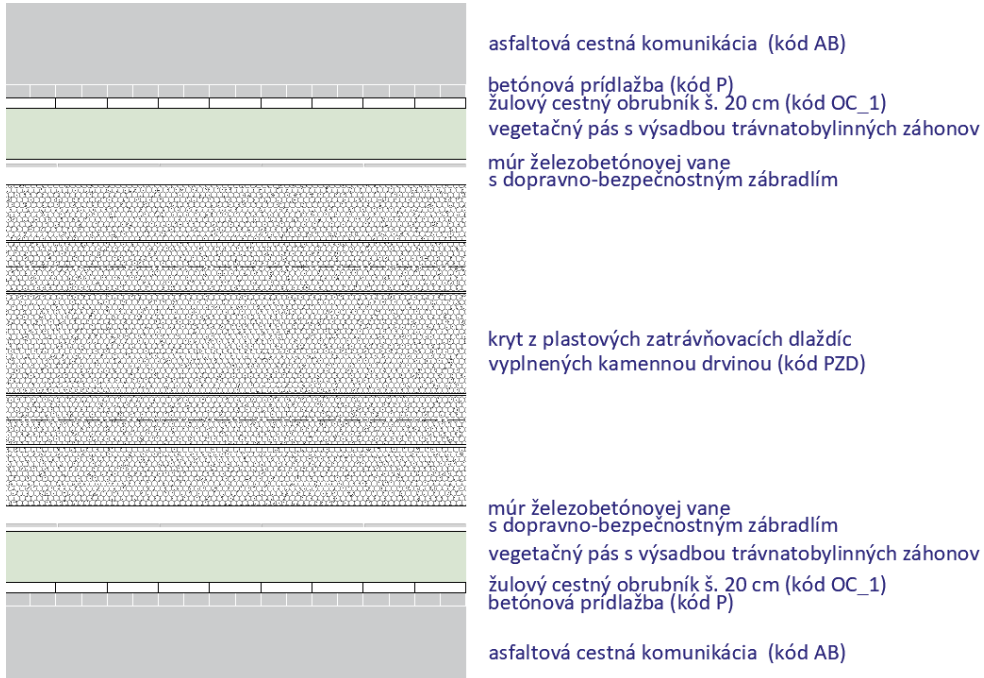 asfaltová cestná komunikácia  (kód AB)
betónová prídlažba (kód P)
žulový cestný obrubník š. 20 cm (kód OC_1)
vegetačný pás s výsadbou trávnatobylinných záhonov
múr železobetónovej vane
s dopravno-bezpečnostným zábradlím
kryt z plastových zatrávňovacích dlaždíc
vyplnených kamennou drvinou (kód PZD)
múr železobetónovej vane
s dopravno-bezpečnostným zábradlím
vegetačný pás s výsadbou trávnatobylinných záhonov
žulový cestný obrubník š. 20 cm (kód OC_1)
betónová prídlažba (kód P)
asfaltová cestná komunikácia  (kód AB)